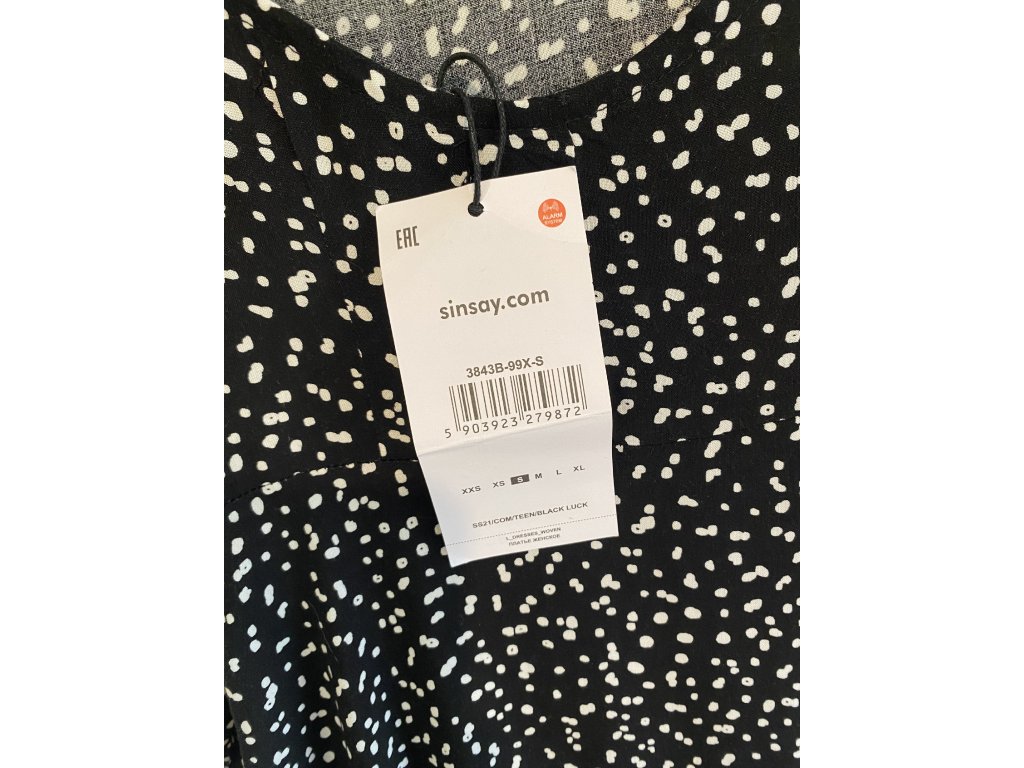 EAC
ALARM
SYSTEM
sinsay.com
3843B-99X-S
5 903923 279872
XXS XS S M L XL
SS21/COM/TEEN/BLACK LUCK
L_DRESSES_WOVEN
ПЛАТЬЕ ЖЕНСКОЕ